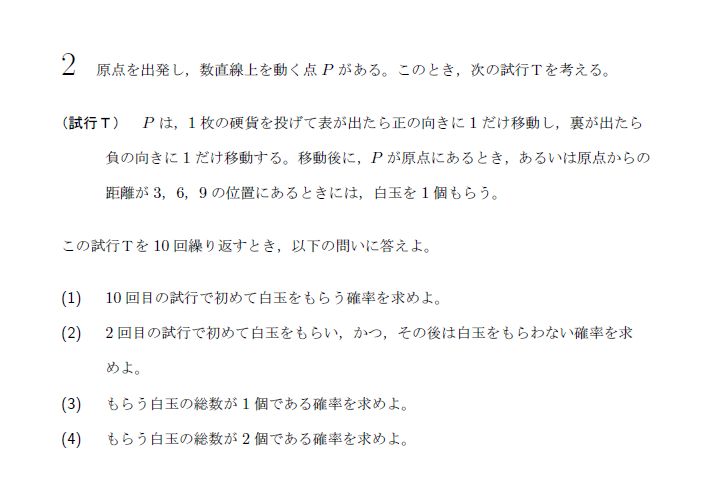 2 原点を出発し，数直線上を動く点 P がある。このとき，次の試行Tを考える。
（試行T） P は，1 枚の硬貨を投げて表が出たら正の向きに 1 だけ移動し，裏が出たら
負の向きに 1 だけ移動する。移動後に，P が原点にあるとき，あるいは原点からの
距離が 3，6，9 の位置にあるときには，白玉を 1 個もらう。
この試行Tを 10 回繰り返すとき，以下の問いに答えよ。
(1) 10 回目の試行で初めて白玉をもらう確率を求めよ。
(2) 2 回目の試行で初めて白玉をもらい，かつ，その後は白玉をもらわない確率を求
めよ。
(3) もらう白玉の総数が 1 個である確率を求めよ。
(4) もらう白玉の総数が 2 個である確率を求めよ。